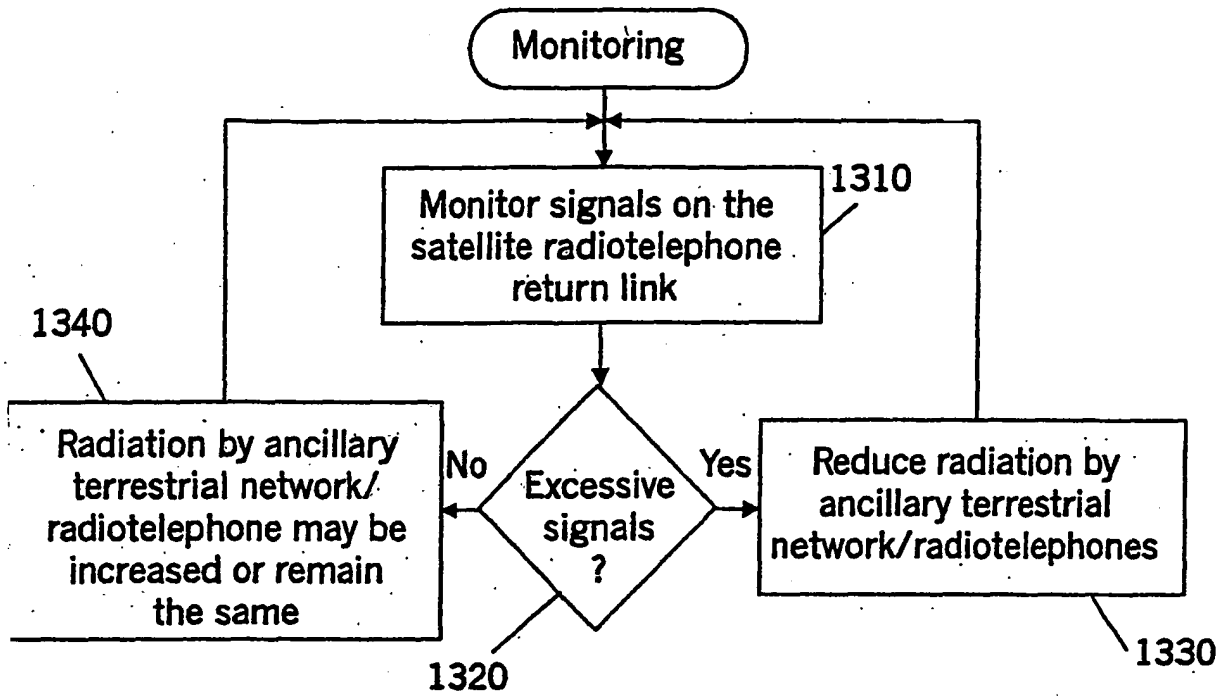 Monitoring
1310
Monitor signals on the
satellite radiotelephone
return link
1340
Radiation by ancillary
terrestrial network/
radiotelephone may be
increased or remain
the same
No
Excessive
signals
?
Yes
Reduce radiation by
ancillary terrestrial
network/radiotelephones
1320
1330